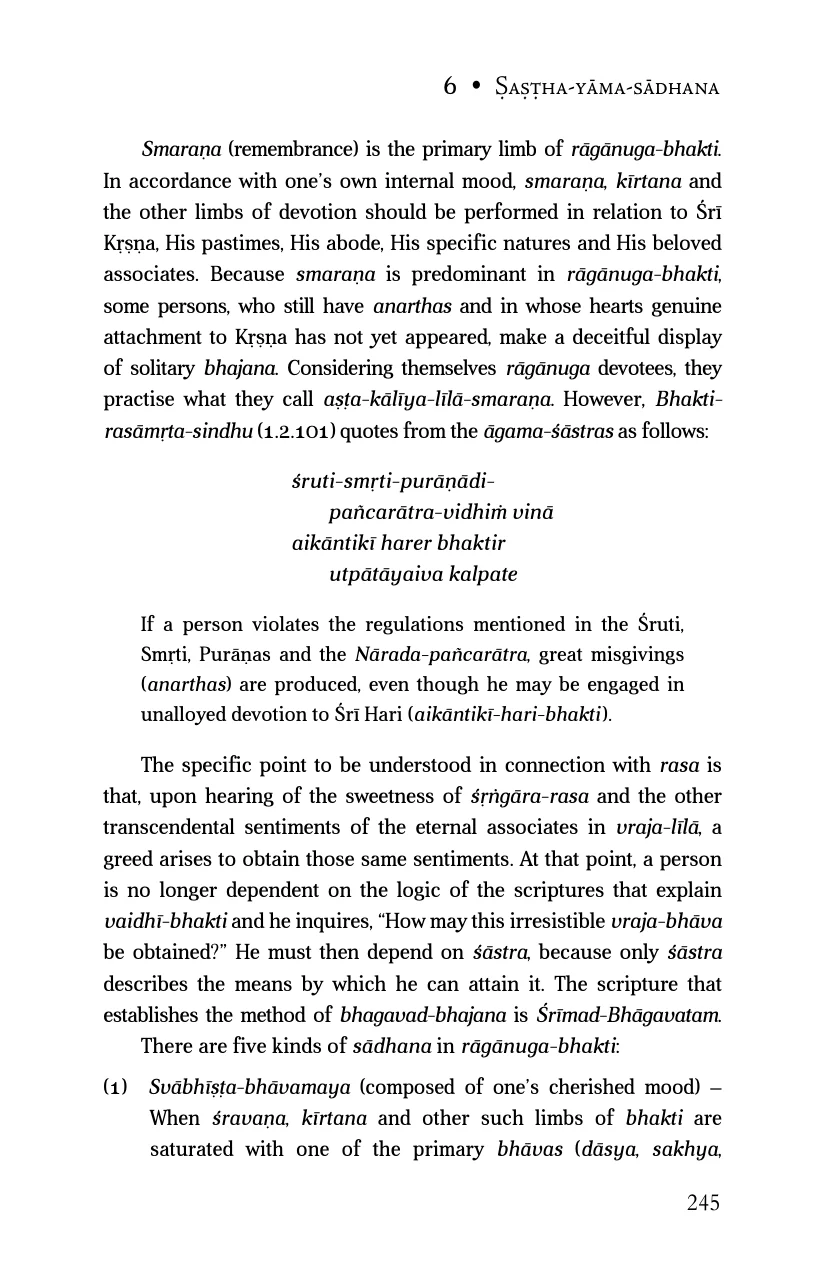 6 • Ṣaṣṭha-yāma-sādhana
Smaraṇa (remembrance) is the primary limb of rāgānuga-bhakti.
In accordance with one’s own internal mood, smaraṇa, kīrtana and
the other limbs of devotion should be performed in relation to Śrī
Kṛṣṇa, His pastimes, His abode, His specific natures and His beloved
associates. Because smaraṇa is predominant in rāgānuga-bhakti,
some persons, who still have anarthas and in whose hearts genuine
attachment to Kṛṣṇa has not yet appeared, make a deceitful display
of solitary bhajana. Considering themselves rāgānuga devotees, they
practise what they call aṣṭa-kālīya-līlā-smaraṇa. However, Bhakti-
rasāmṛta-sindhu (1.2.101) quotes from the āgama-śāstras as follows:
śruti-smṛti-purāṇādi-
pañcarātra-vidhiṁ vinā
aikāntikī harer bhaktir
utpātāyaiva kalpate
If a person violates the regulations mentioned in the Śruti,
Smṛti, Purāṇas and the Nārada-pañcarātra, great misgivings
(anarthas) are produced, even though he may be engaged in
unalloyed devotion to Śrī Hari (aikāntikī-hari-bhakti).
The specific point to be understood in connection with rasa is
that, upon hearing of the sweetness of śṛṅgāra-rasa and the other
transcendental sentiments of the eternal associates in vraja-līlā, a
greed arises to obtain those same sentiments. At that point, a person
is no longer dependent on the logic of the scriptures that explain
vaidhī-bhakti and he inquires, “How may this irresistible vraja-bhāva
be obtained?” He must then depend on śāstra, because only śāstra
describes the means by which he can attain it. The scripture that
establishes the method of bhagavad-bhajana is Śrīmad-Bhāgavatam.
There are five kinds of sādhana in rāgānuga-bhakti:
(1) Svābhīṣṭa-bhāvamaya (composed of one’s cherished mood) –
When śravaṇa, kīrtana and other such limbs of bhakti are
saturated with one of the primary bhāvas (dāsya, sakhya,
245